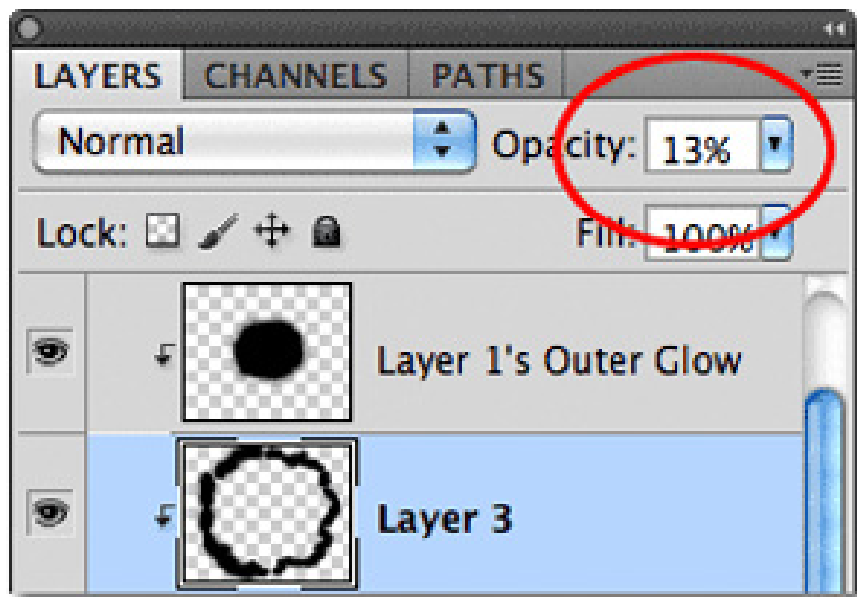 LAYERS CHANNELS PATHS
Normal Opacity: 13%
Lock: Fill: 100%
Layer 1's Outer Glow
Layer 3